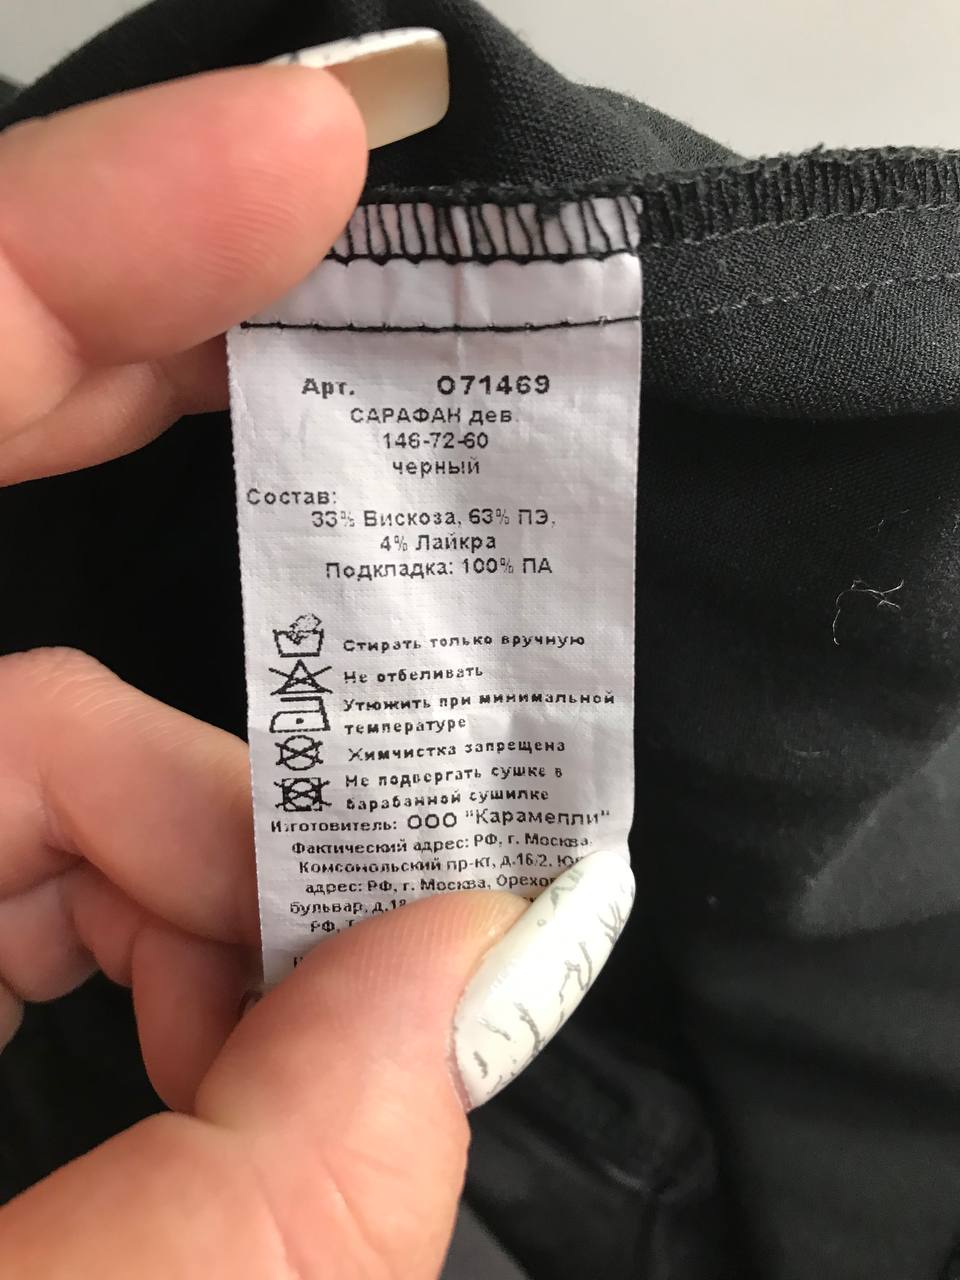 Арт. 071469
САРАФАН дев.
146-72-60
черный
Состав:
33% Вискоза, 63% ПЭ,
4% Лайкра
Подкладка: 100% ПА
Стирать только вручную
Не отбеливать
Утюжить при минимальной
температуре
Химчистка запрещена
Не подвергать сушке в
барабанной сушилке
Изготовитель: ООО "Карамелли"
Фактический адрес: РФ, г. Москва,
Комсомольский пр-кт, д.16/2.
адрес: РФ, г. Москва,
бульвар, д.18
РФ,